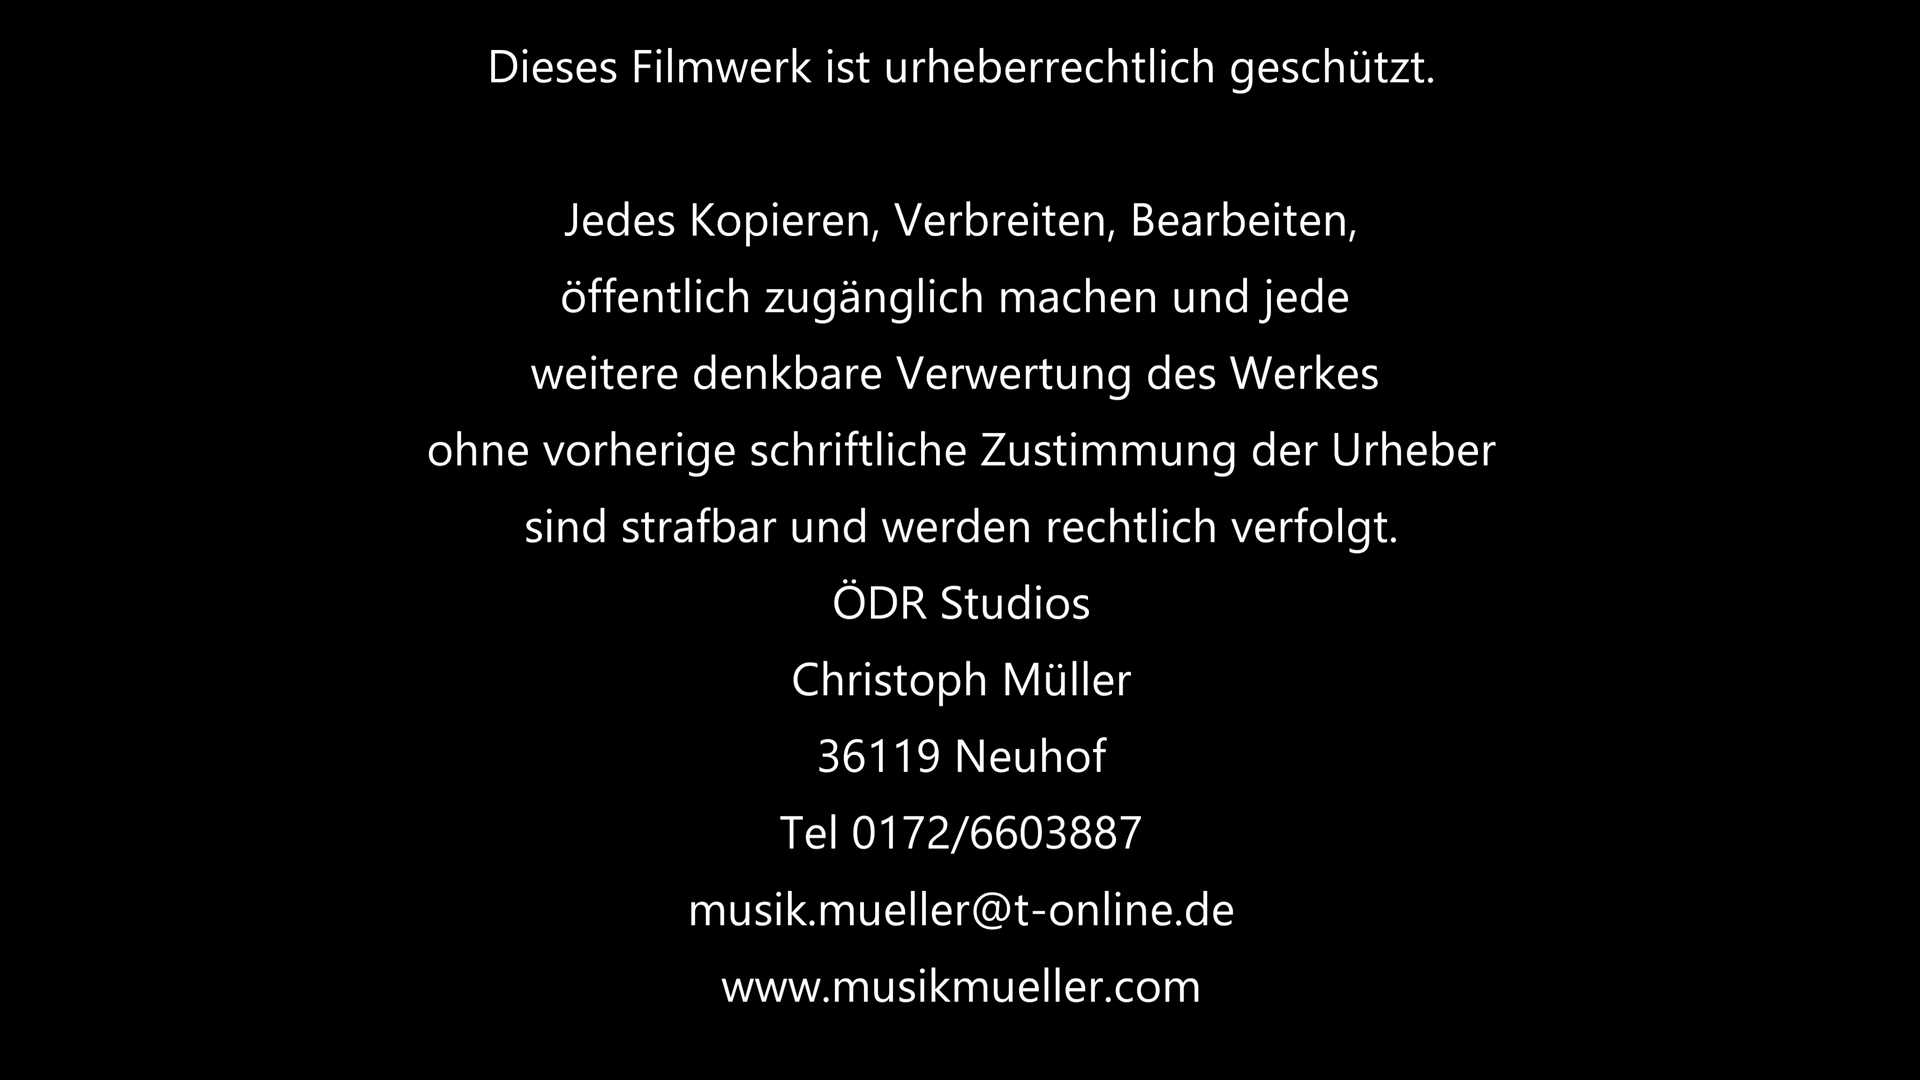 Dieses Filmwerk ist urheberrechtlich geschützt.
Jedes Kopieren, Verbreiten, Bearbeiten,
öffentlich zugänglich machen und jede
weitere denkbare Verwertung des Werkes
ohne vorherige schriftliche Zustimmung der Urheber
sind strafbar und werden rechtlich verfolgt.
ÖDR Studios
Christoph Müller
36119 Neuhof
Tel 0172/6603887
musik.mueller@t-online.de
www.musikmueller.com